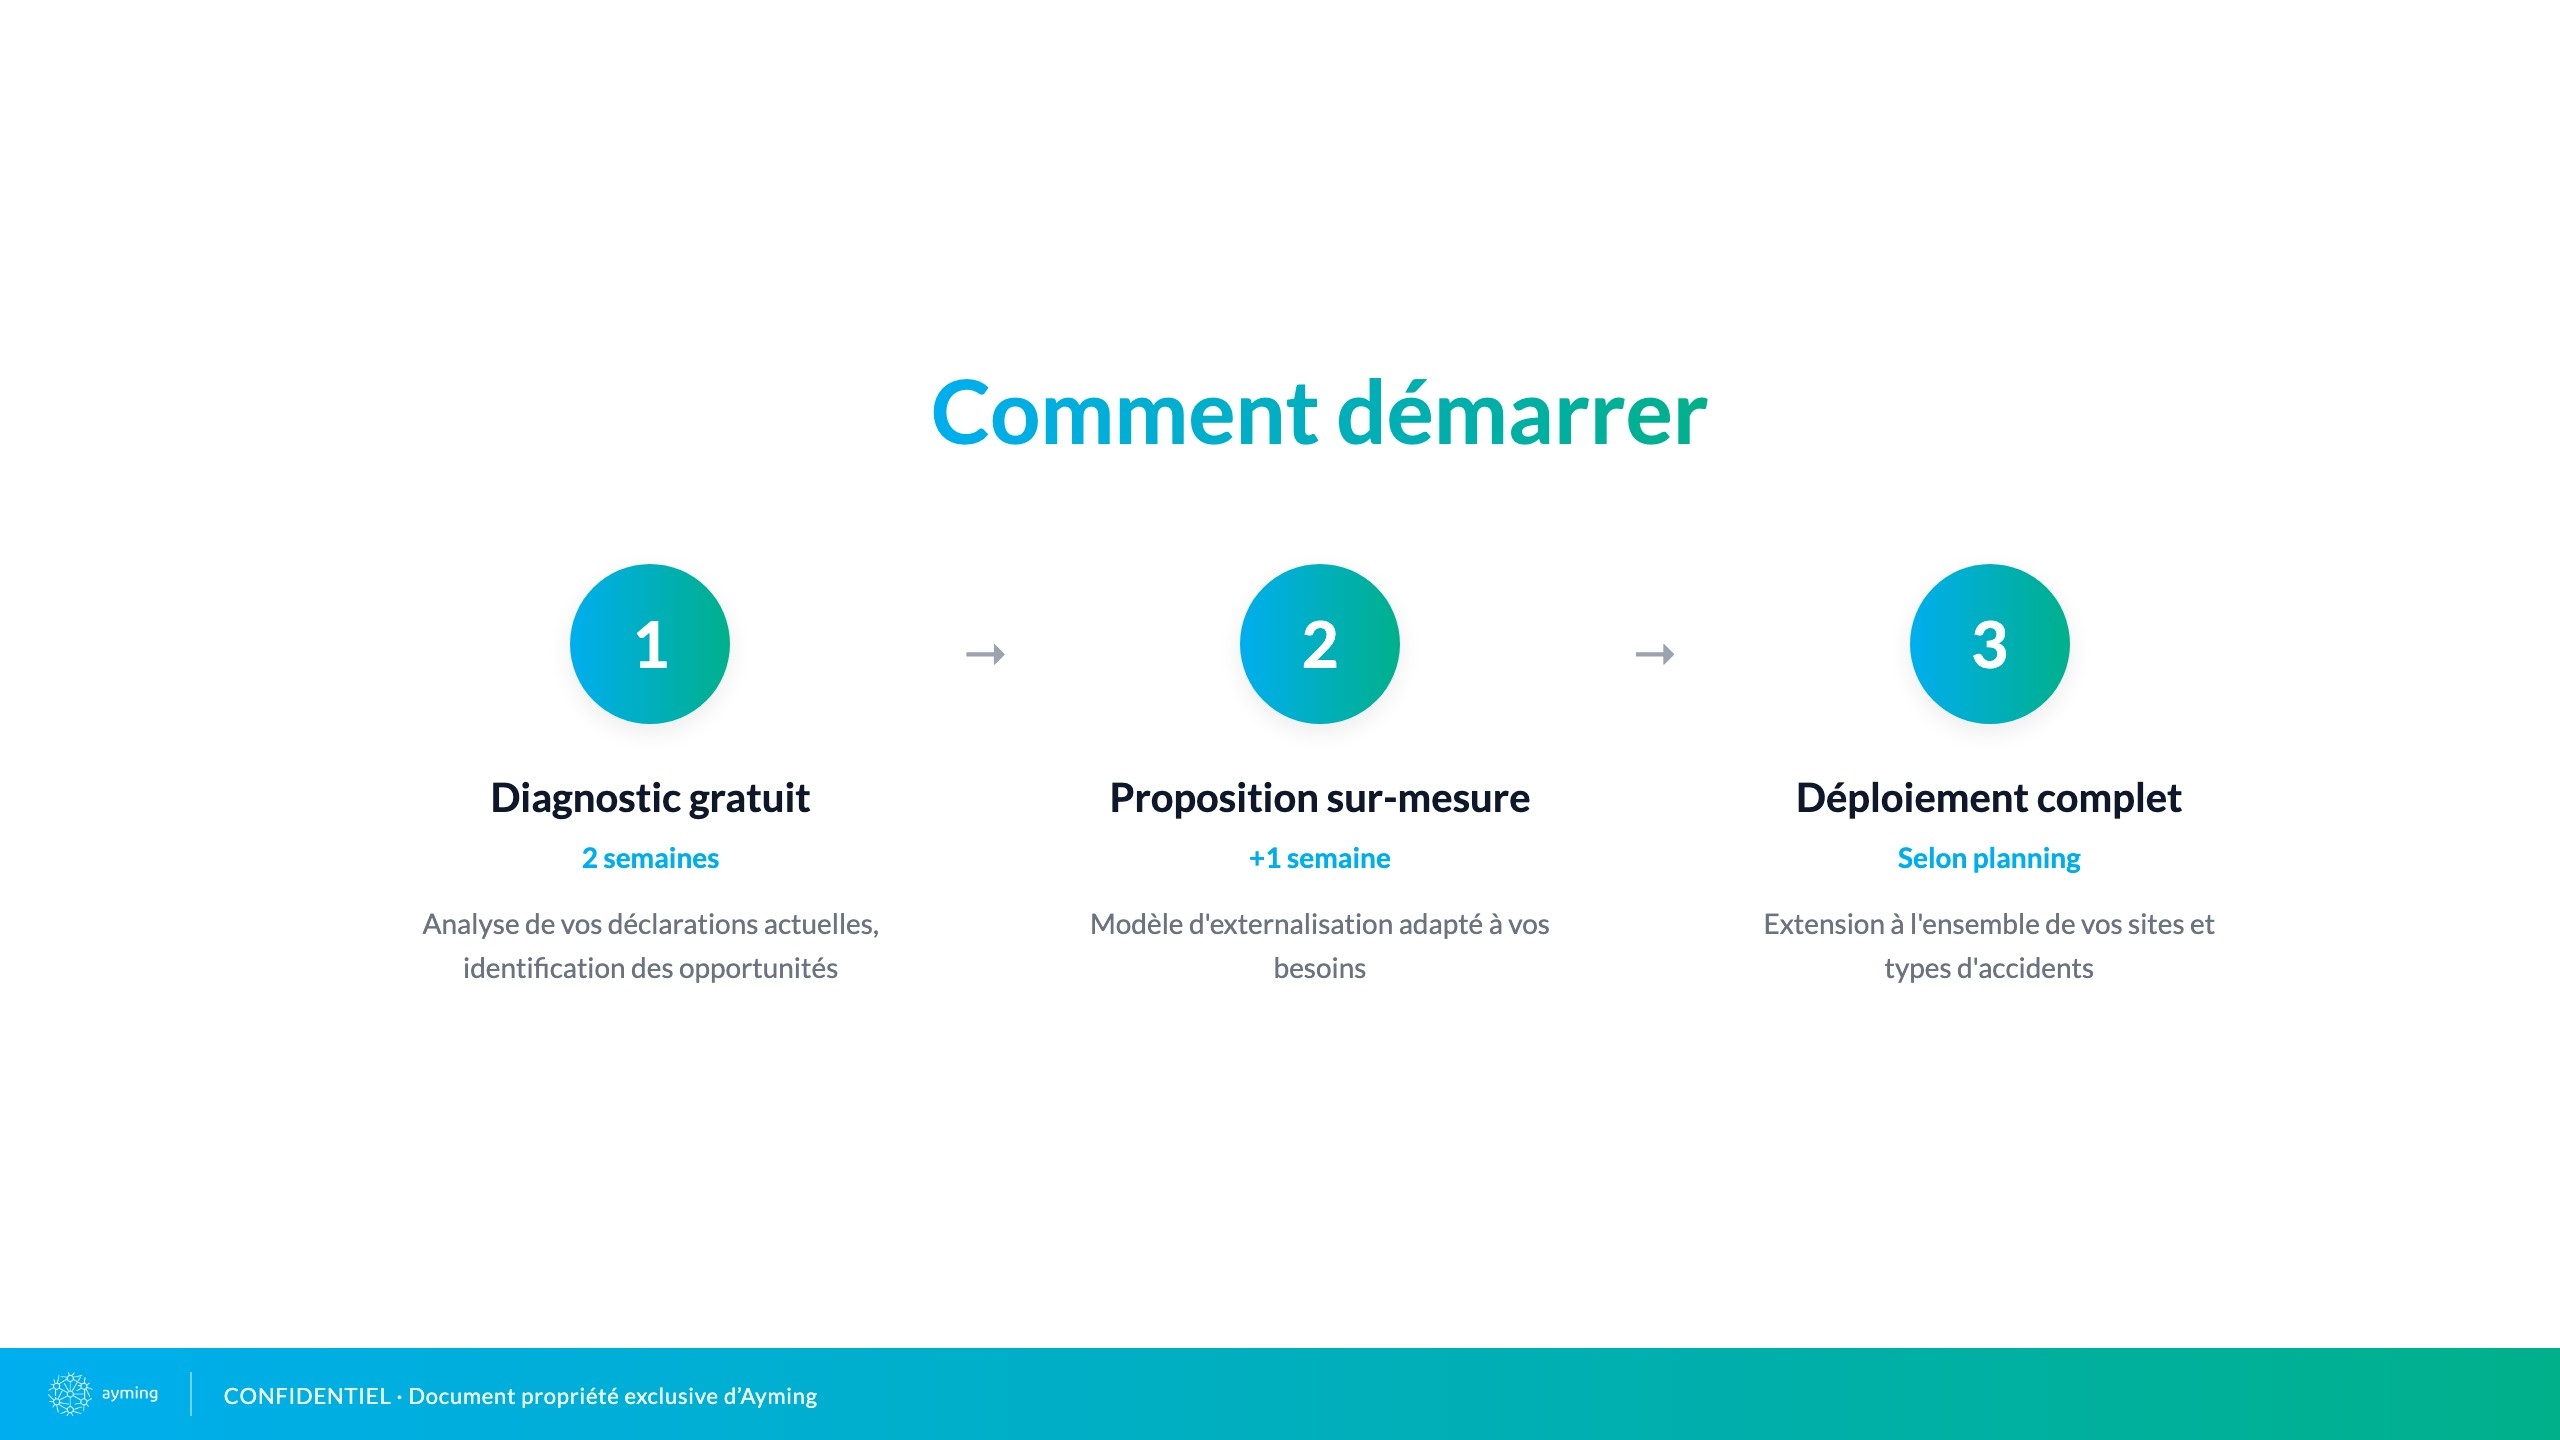 Comment démarrer
1
2
3
Diagnostic gratuit
2 semaines
Analyse de vos déclarations actuelles,
identification des opportunités
Proposition sur-mesure
+1 semaine
Modèle d'externalisation adapté à vos
besoins
Déploiement complet
Selon planning
Extension à l'ensemble de vos sites et
types d'accidents
ayming
CONFIDENTIEL · Document propriété exclusive d’Ayming